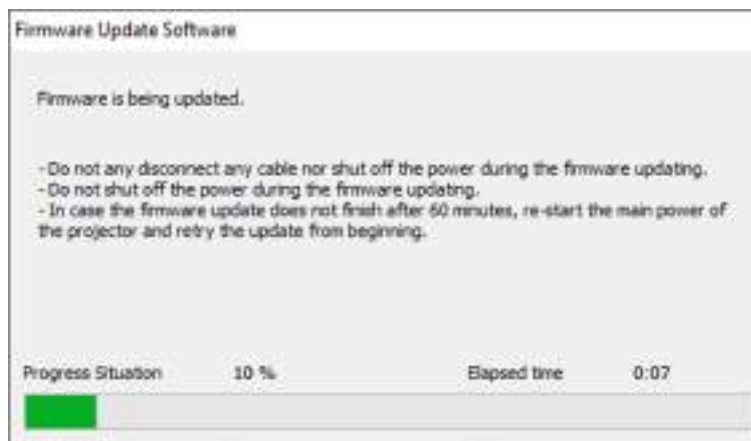 Firmware Update Software
Firmware is being updated.
-Do not any disconnect any cable nor shut off the power during the firmware updating.
-Do not shut off the power during the firmware updating.
- In case the firmware update does not finish after 60 minutes, re-start the main power of
the projector and retry the update from beginning.
Progress Situation 10 % Elapsed time 0:07